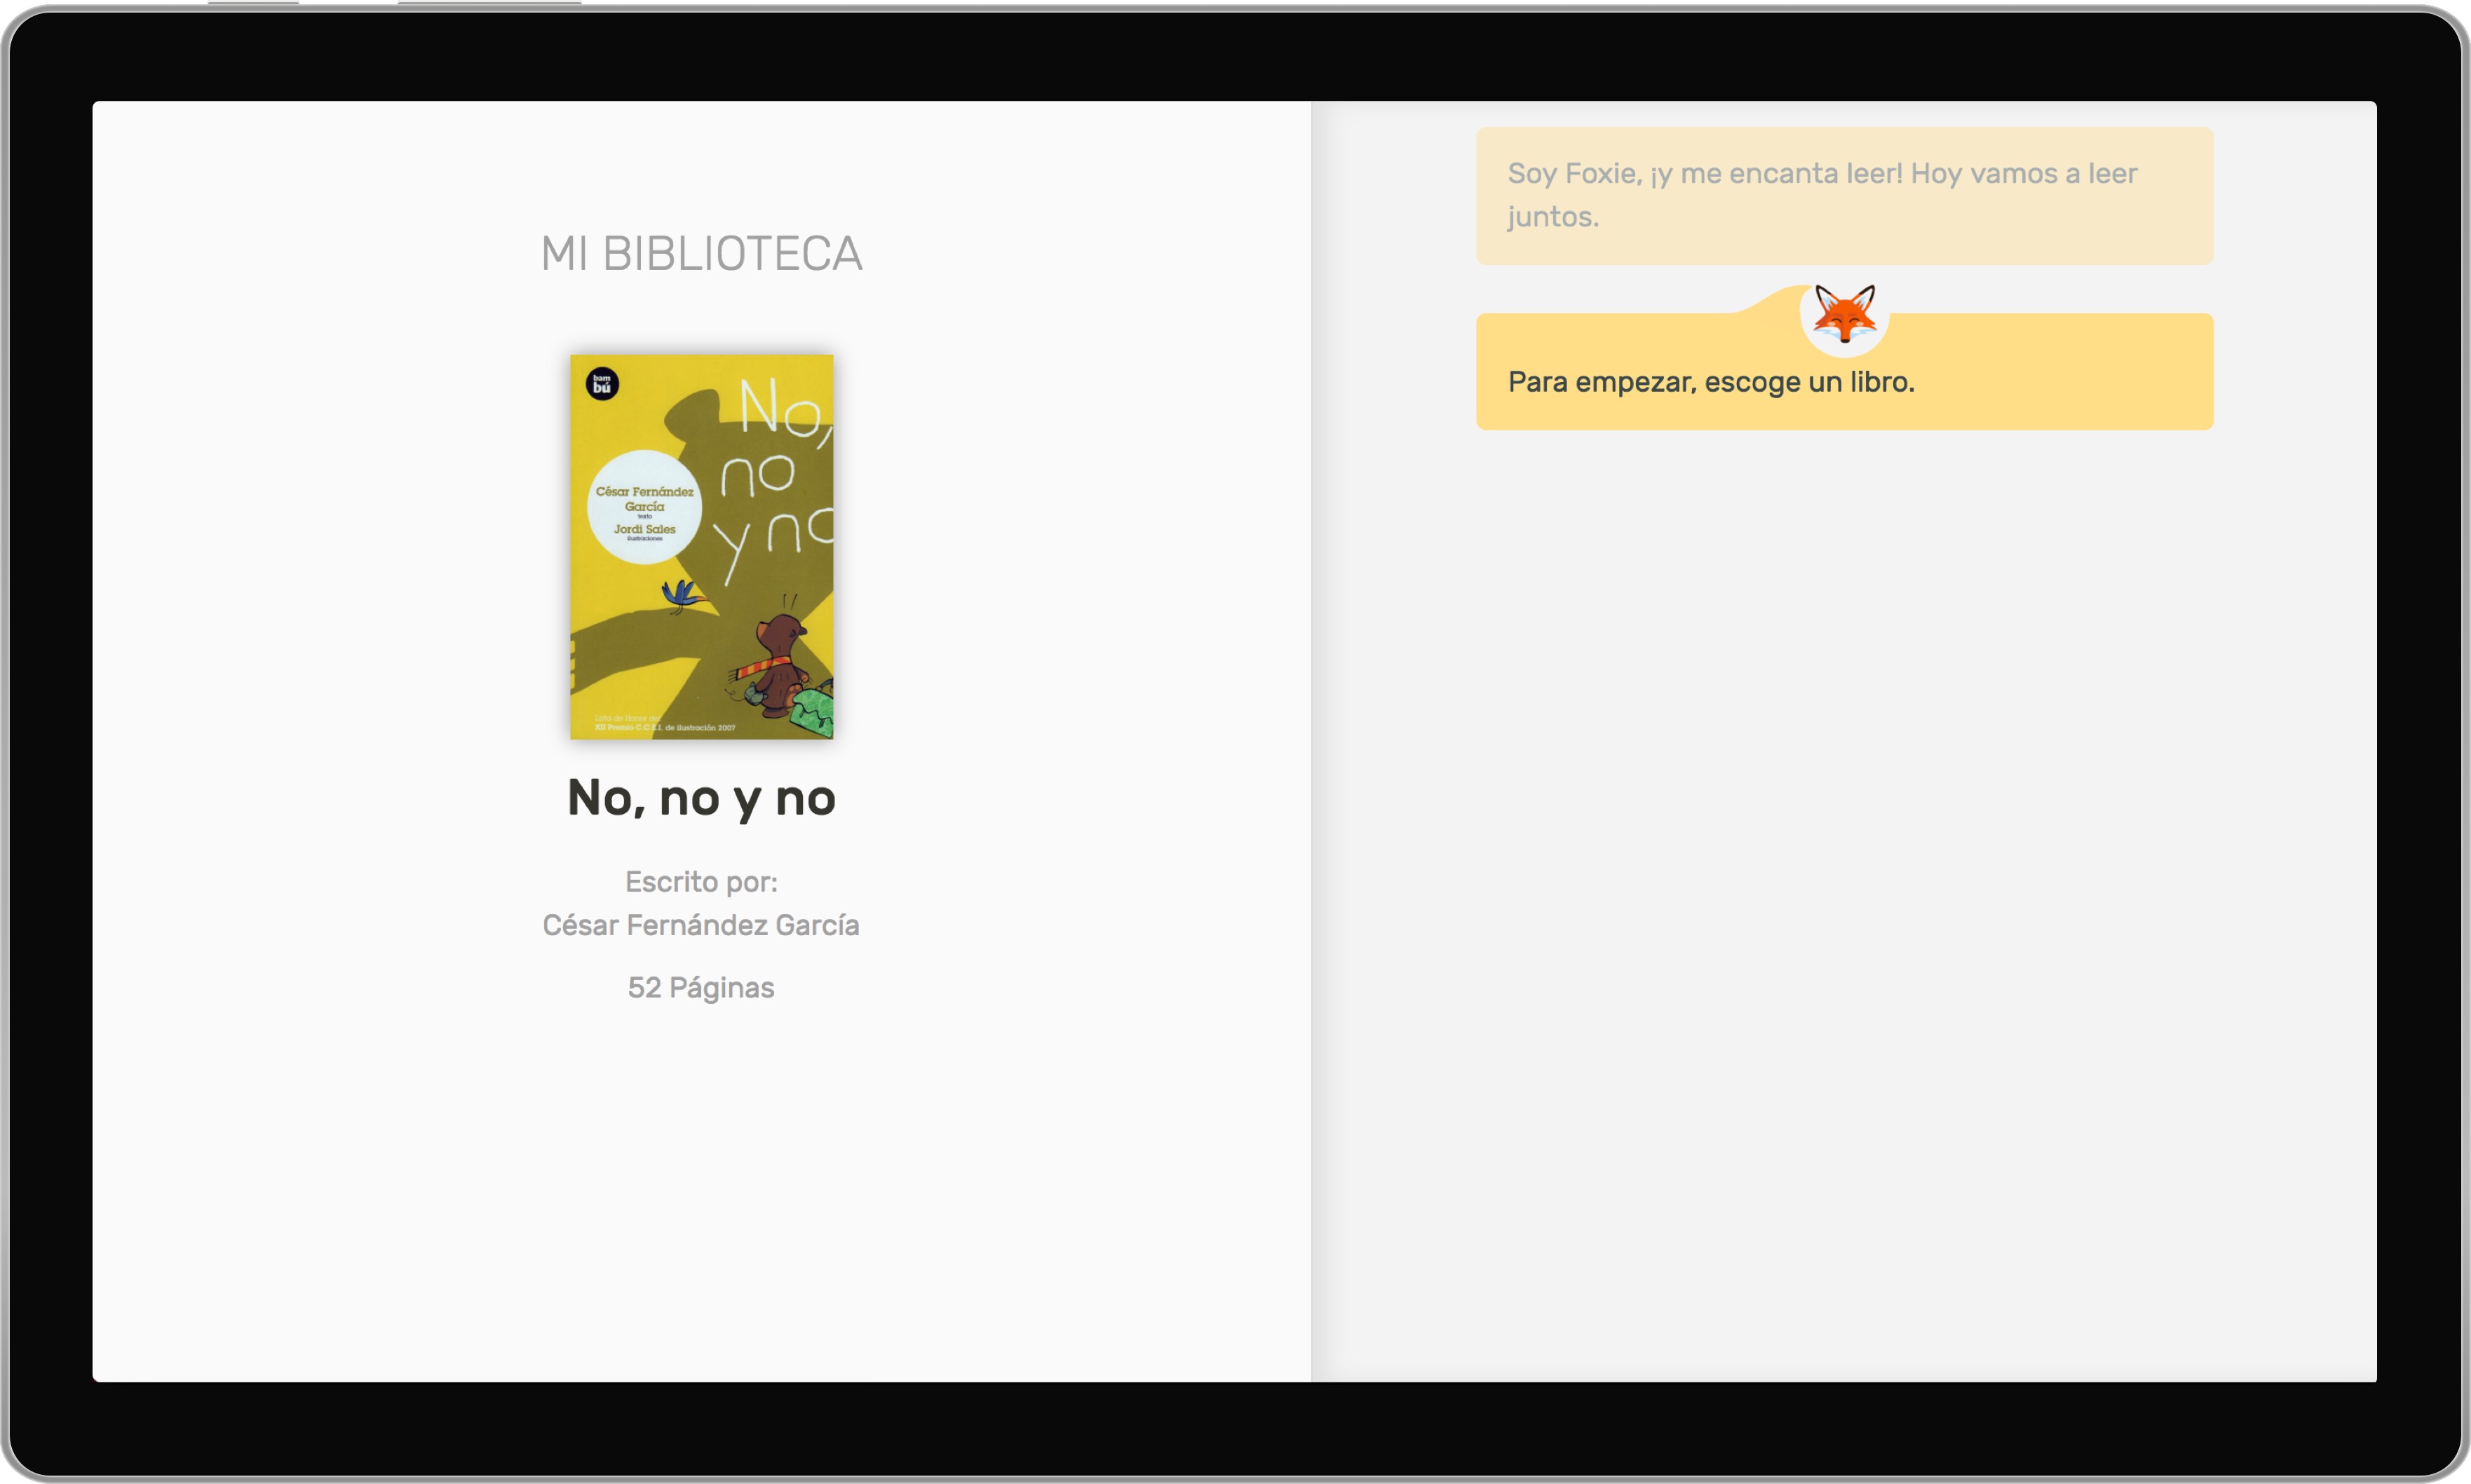 MI BIBLIOTECA
bam
bú
No,
no
y no
César Fernández
García
texto
Jordi Sales
ilustraciones
Lista de Honor del
XII Premio C.C.E.I. de Ilustración 2007
No, no y no
Escrito por:
César Fernández García
52 Páginas
Soy Foxie, ¡y me encanta leer! Hoy vamos a leer
juntos.
Para empezar, escoge un libro.